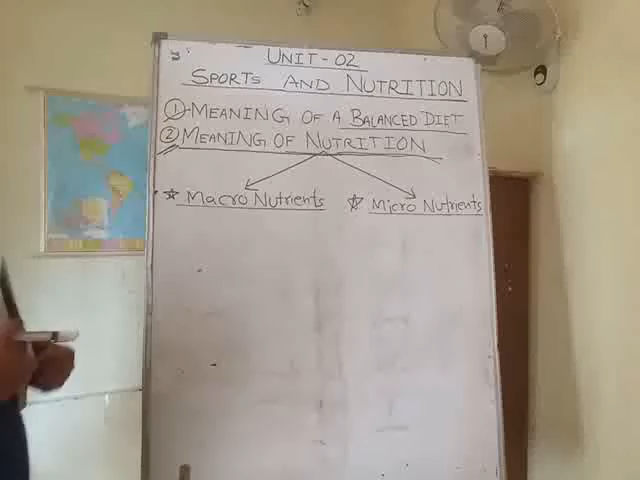 UNIT - 02
SPORTS AND NUTRITION
① MEANING OF A BALANCED DIET
② MEANING OF NUTRITION
☆ Macro Nutrients ☆ Micro Nutrients